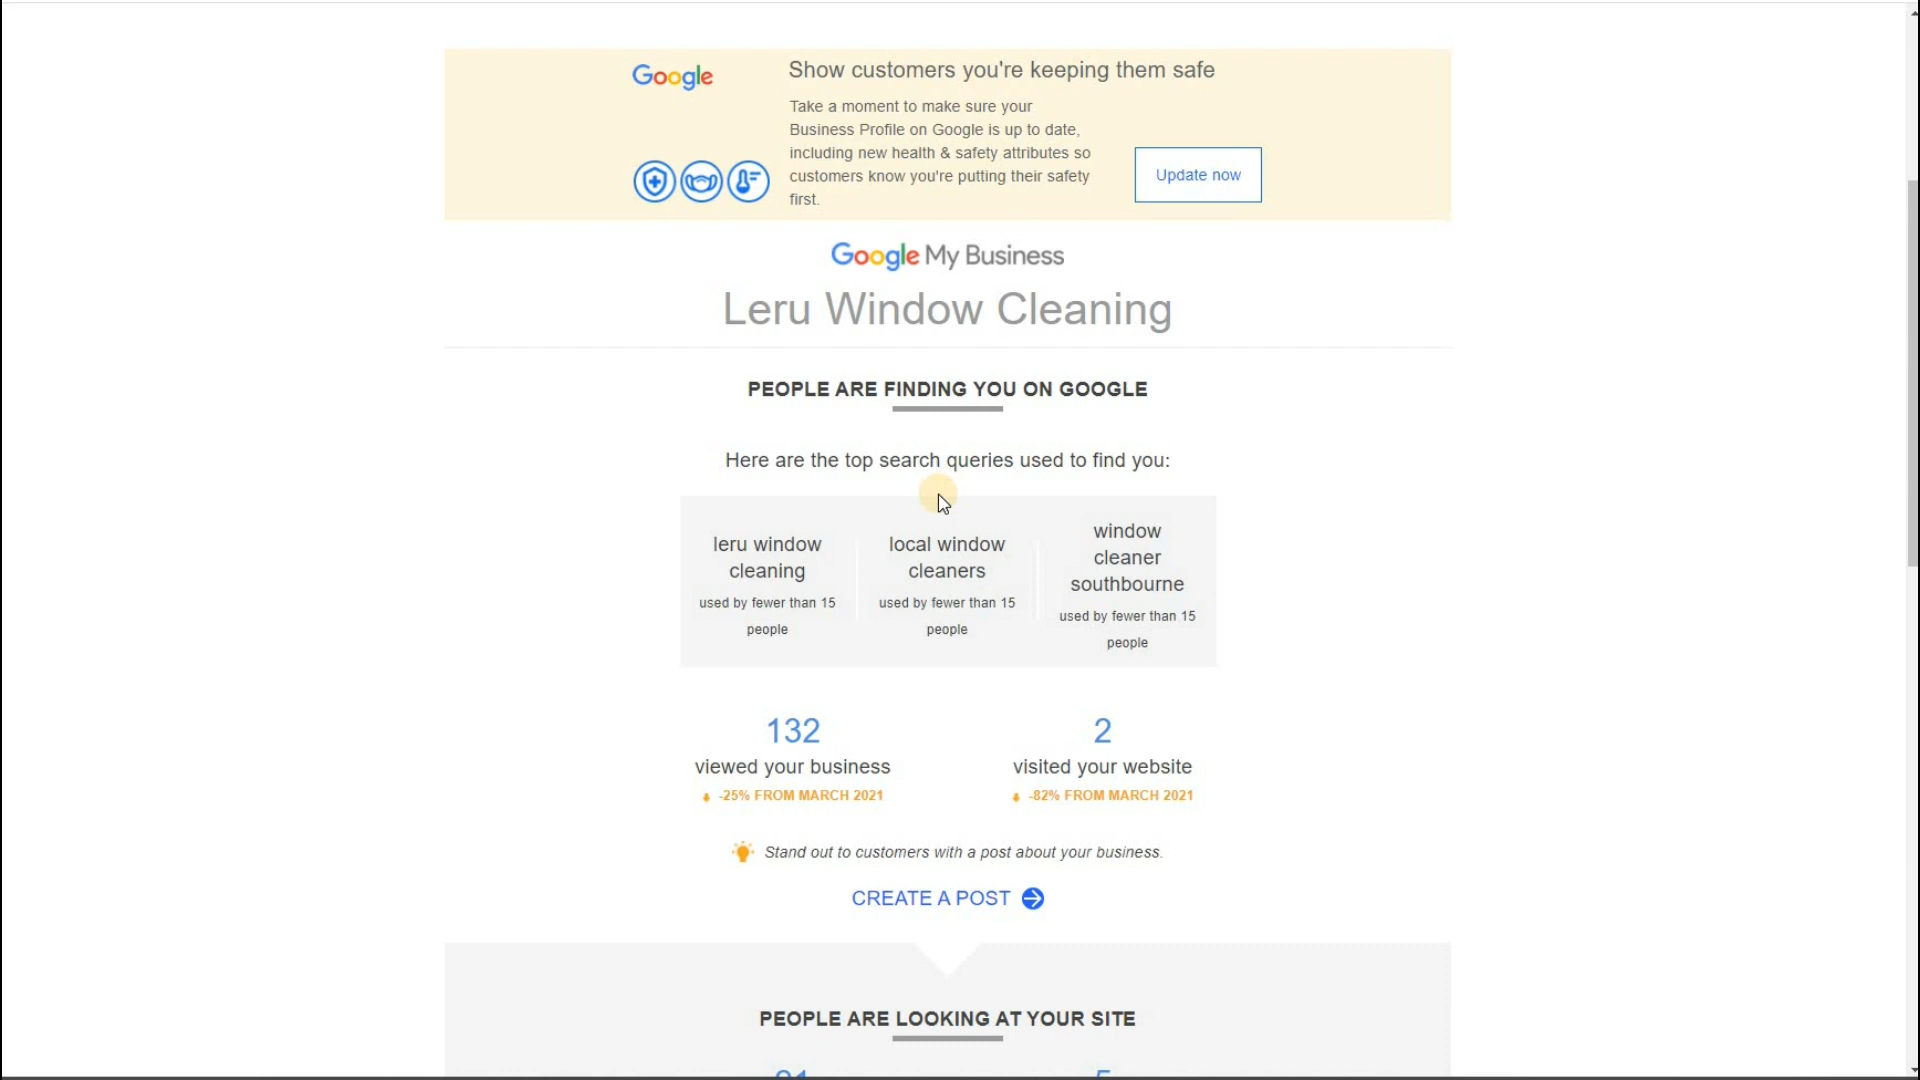 Google
Show customers you're keeping them safe
Take a moment to make sure your
Business Profile on Google is up to date,
including new health & safety attributes so
customers know you're putting their safety
first.
Update now
Google My Business
Leru Window Cleaning
PEOPLE ARE FINDING YOU ON GOOGLE
Here are the top search queries used to find you:
leru window
cleaning
used by fewer than 15
people
local window
cleaners
used by fewer than 15
people
window
cleaner
southbourne
used by fewer than 15
people
132
viewed your business
-25% FROM MARCH 2021
2
visited your website
-82% FROM MARCH 2021
Stand out to customers with a post about your business.
CREATE A POST
PEOPLE ARE LOOKING AT YOUR SITE